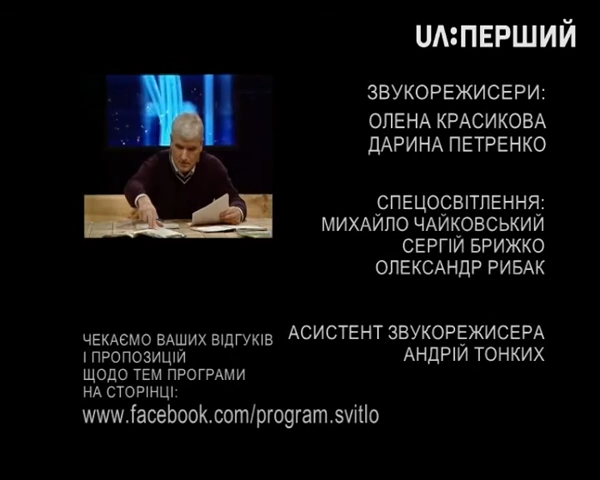 UA:ПЕРШИЙ
ЗВУКОРЕЖИСЕРИ:
ОЛЕНА КРАСИКОВА
ДАРИНА ПЕТРЕНКО
СПЕЦОСВІТЛЕННЯ:
МИХАЙЛО ЧАЙКОВСЬКИЙ
СЕРГІЙ БРИЖКО
ОЛЕКСАНДР РИБАК
АСИСТЕНТ ЗВУКОРЕЖИСЕРА
АНДРІЙ ТОНКИХ
ЧЕКАЄМО ВАШИХ ВІДГУКІВ
І ПРОПОЗИЦІЙ
ЩОДО ТЕМ ПРОГРАМИ
НА СТОРІНЦІ:
www.facebook.com/program.svitlo